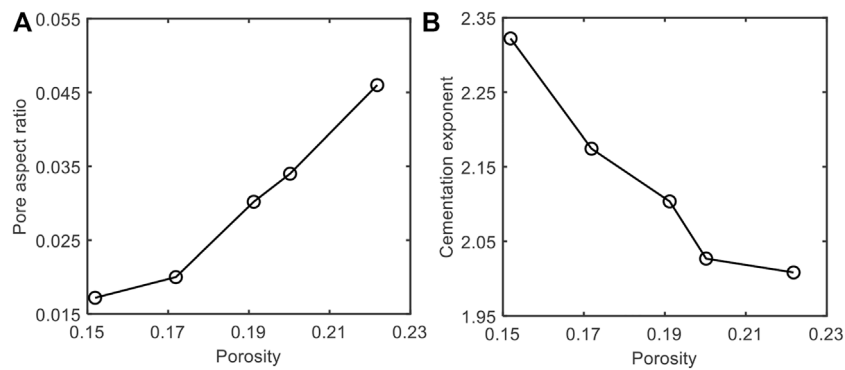 A
Pore aspect ratio
0.055
0.045
0.035
0.025
0.015
0.15 0.17 0.19 0.21 0.23
Porosity
B
Cementation exponent
2.35
2.25
2.15
2.05
1.95
0.15 0.17 0.19 0.21 0.23
Porosity